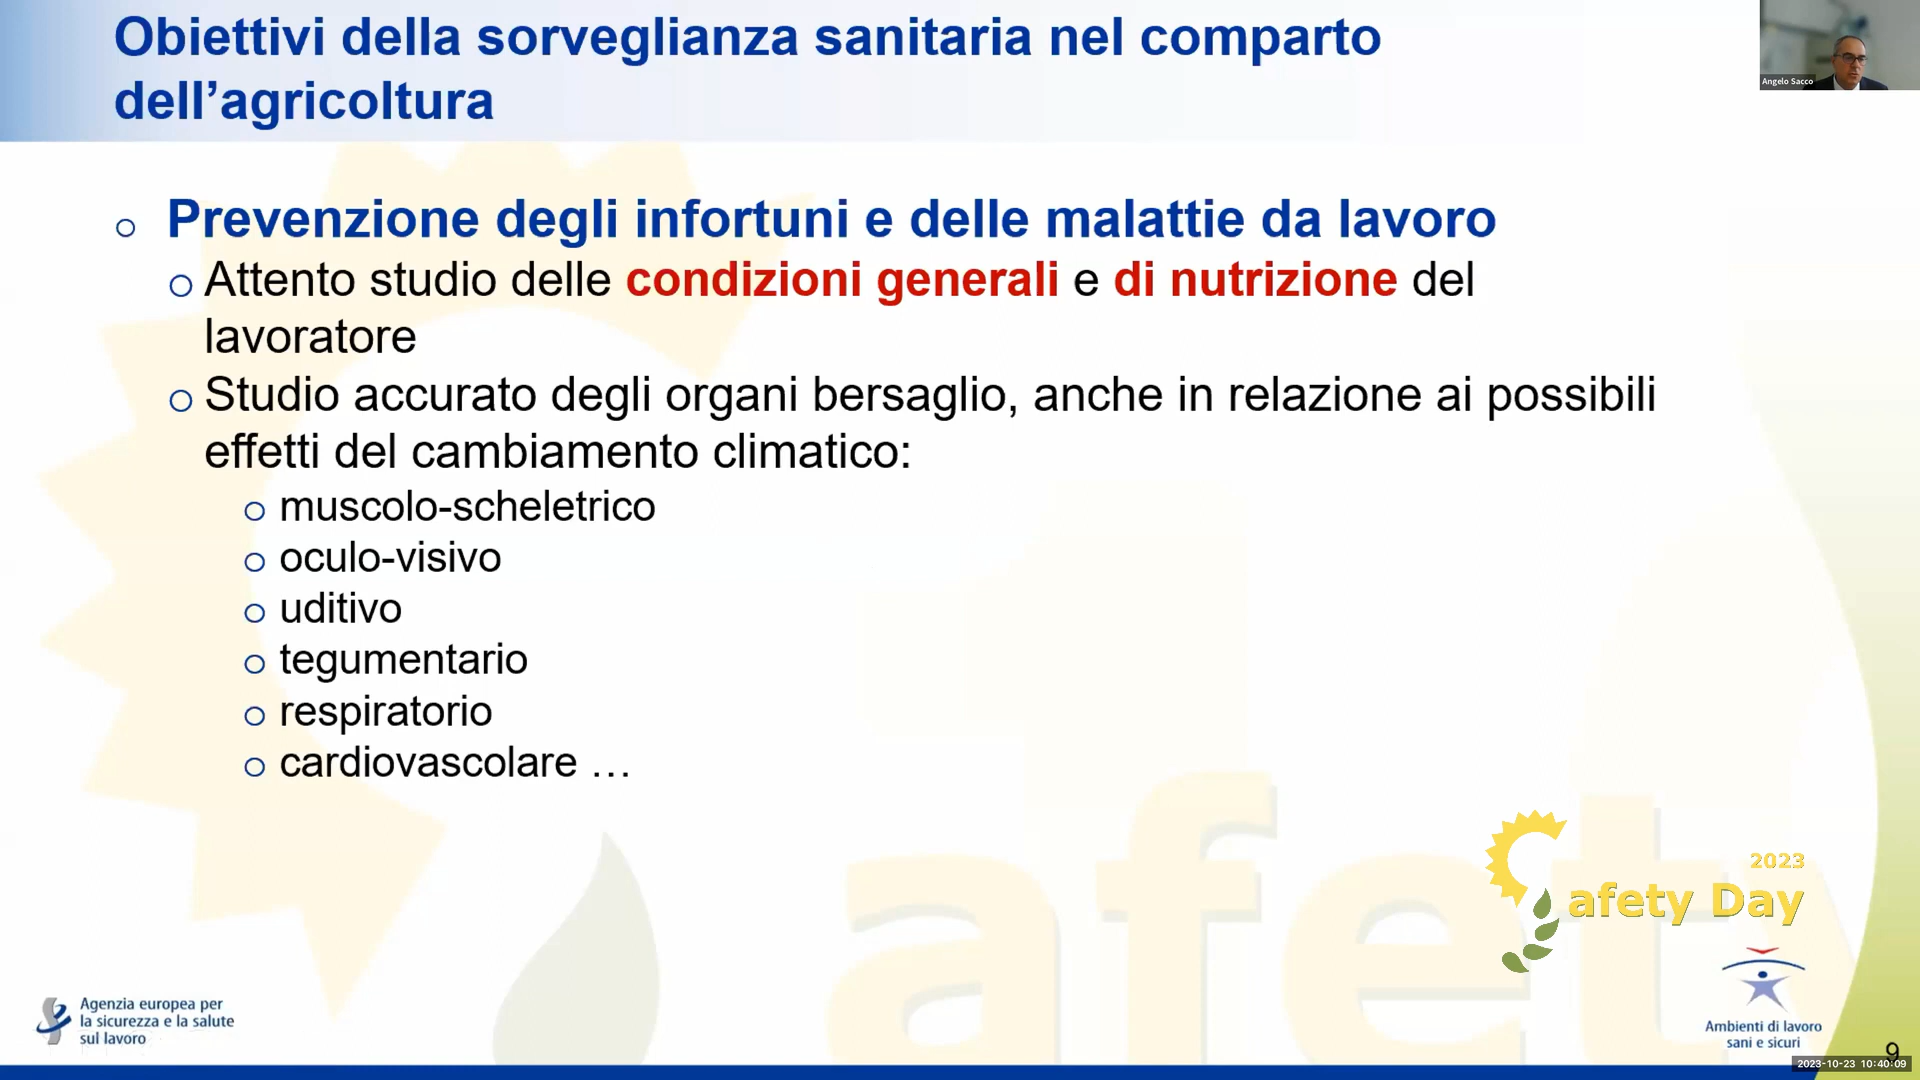 Obiettivi della sorveglianza sanitaria nel comparto
dell’agricoltura
Angelo Sacco
Prevenzione degli infortuni e delle malattie da lavoro
Attento studio delle condizioni generali e di nutrizione del
lavoratore
Studio accurato degli organi bersaglio, anche in relazione ai possibili
effetti del cambiamento climatico:
muscolo-scheletrico
oculo-visivo
uditivo
tegumentario
respiratorio
cardiovascolare …
2023
afety Day
Agenzia europea per
la sicurezza e la salute
sul lavoro
Ambienti di lavoro
sani e sicuri
9
2023-10-23 10:40:09
afety